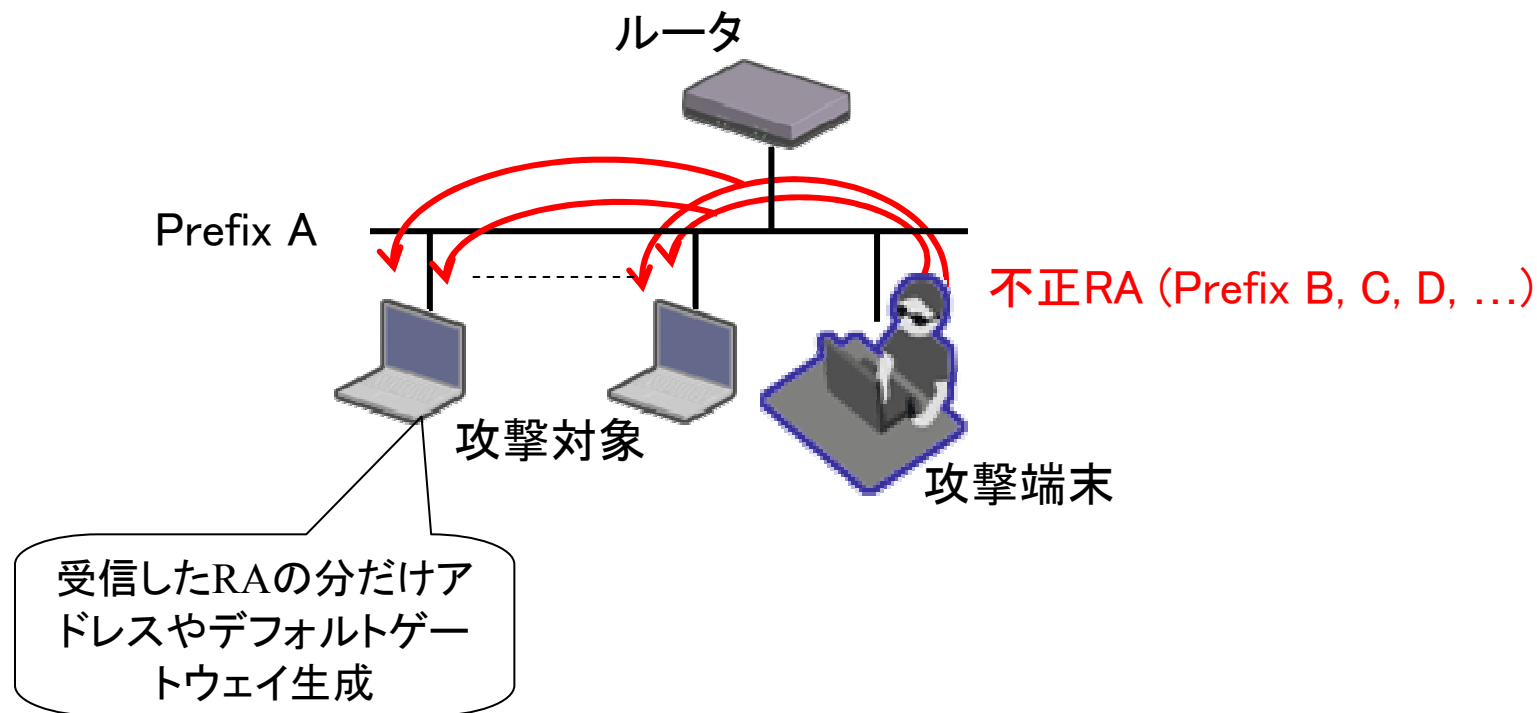 ルータ
Prefix A
不正RA (Prefix B, C, D, …)
攻撃対象
攻撃端末
受信したRAの分だけア
ドレスやデフォルトゲー
トウェイ生成